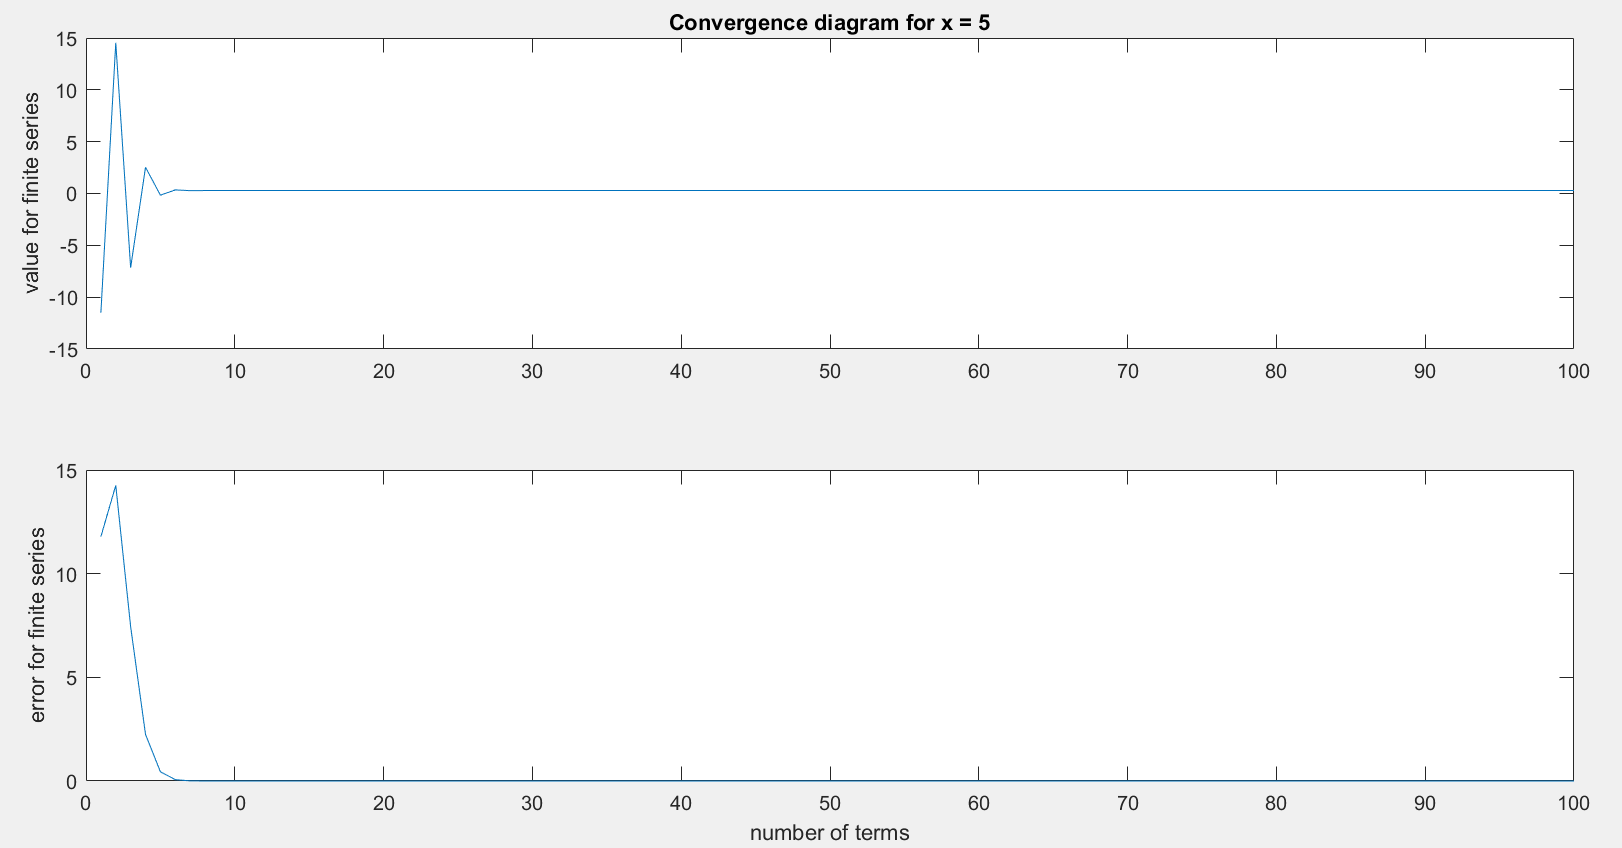 Convergence diagram for x = 5
value for finite series
15
10
5
0
-5
-10
-15
0 10 20 30 40 50 60 70 80 90 100
error for finite series
15
10
5
0
0 10 20 30 40 50 60 70 80 90 100
number of terms